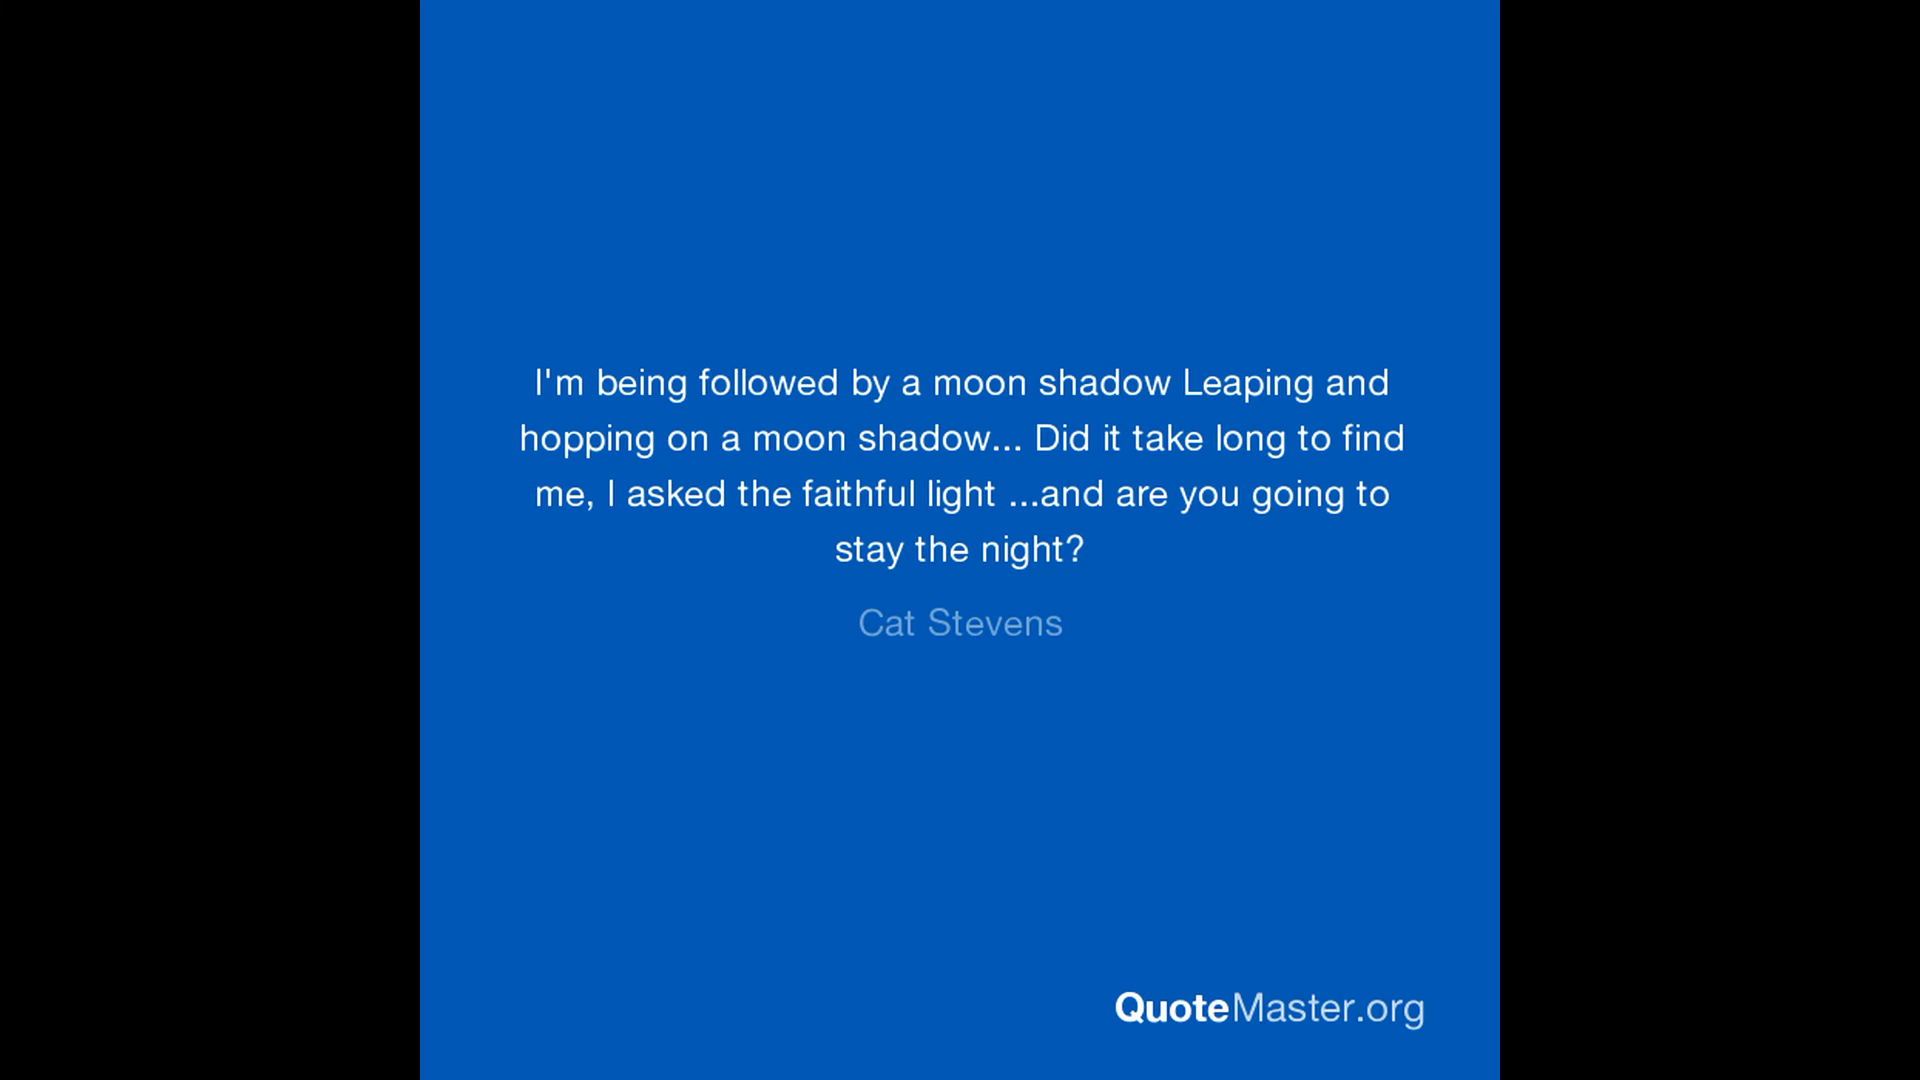 I'm being followed by a moon shadow Leaping and
hopping on a moon shadow... Did it take long to find
me, I asked the faithful light ...and are you going to
stay the night?
Cat Stevens
QuoteMaster.org